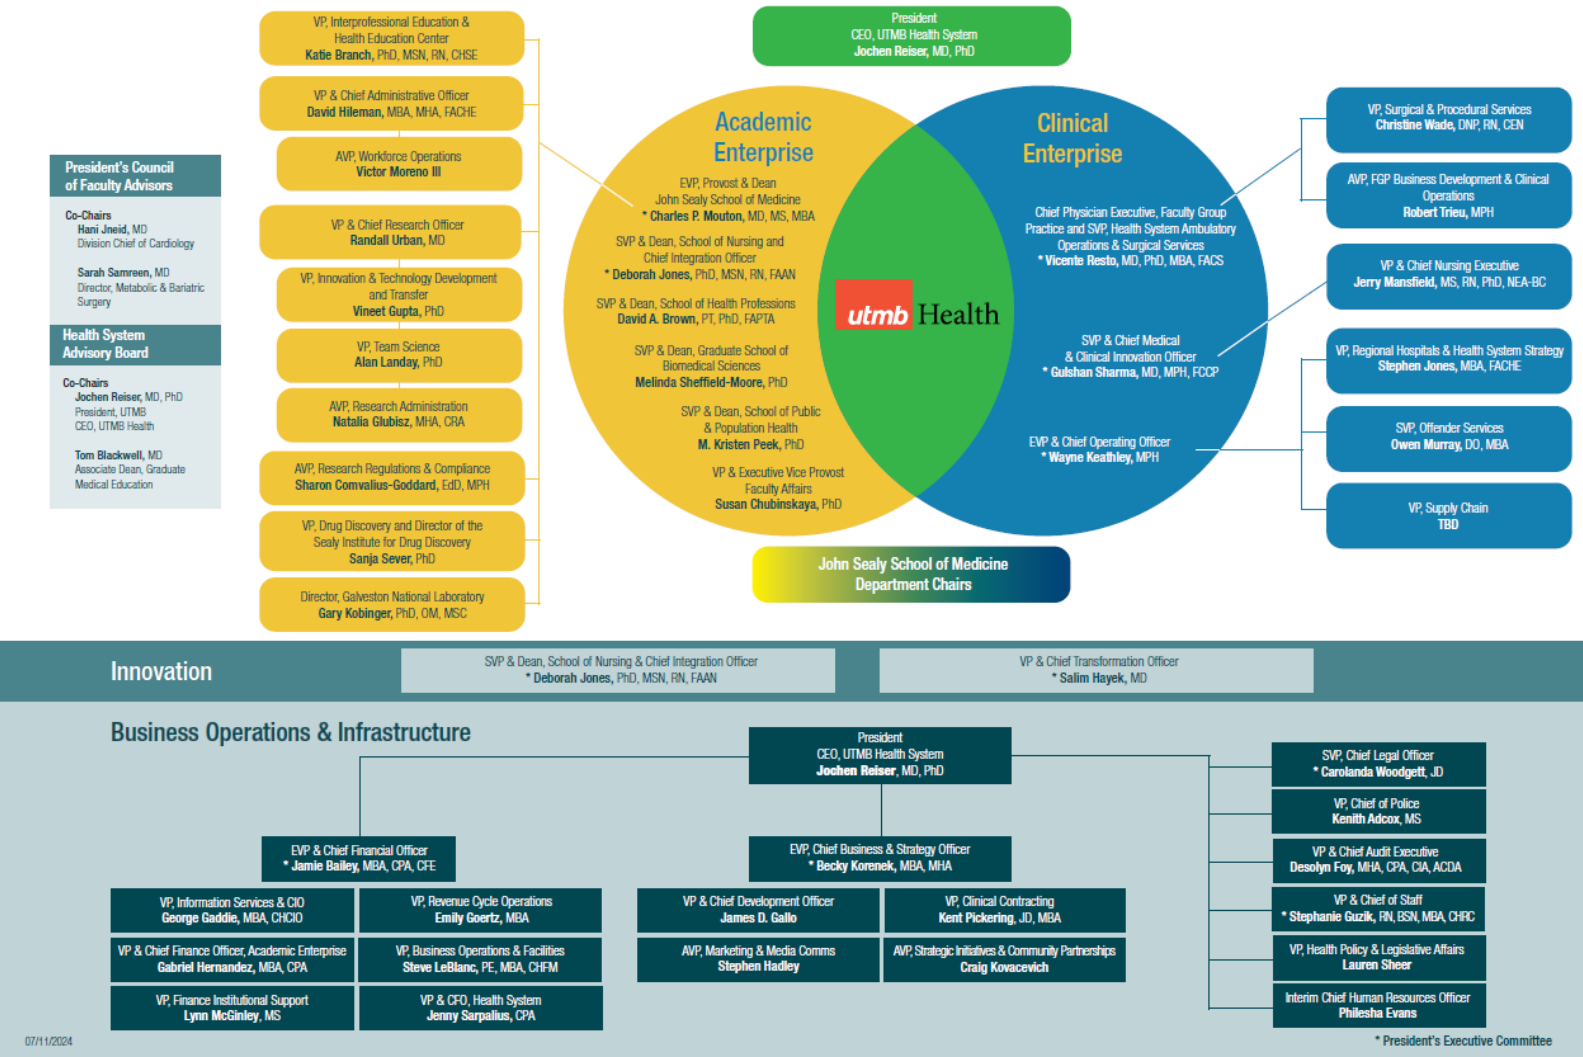 President
CEO, UTMB Health System
Jochen Reiser, MD, PhD
VP, Interprofessional Education &
Health Education Center
Katie Branch, PhD, MSN, RN, CHSE
VP & Chief Administrative Officer
David Hileman, MBA, MHA, FACHE
AVP, Workforce Operations
Victor Moreno III
VP & Chief Research Officer
Randall Urban, MD
VP, Innovation & Technology Development
and Transfer
Vineet Gupta, PhD
VP, Team Science
Alan Landay, PhD
AVP, Research Administration
Natalia Glubisz, MHA, CRA
AVP, Research Regulations & Compliance
Sharon Comvalius-Goddard, EdD, MPH
VP, Drug Discovery and Director of the
Sealy Institute for Drug Discovery
Sanja Sever, PhD
Director, Galveston National Laboratory
Gary Kobinger, PhD, OM, MSC
President's Council
of Faculty Advisors
Co-Chairs
Hani Jneid, MD
Division Chief of Cardiology
Sarah Samreen, MD
Director, Metabolic & Bariatric
Surgery
Health System
Advisory Board
Co-Chairs
Jochen Reiser, MD, PhD
President, UTMB
CEO, UTMB Health
Tom Blackwell, MD
Associate Dean, Graduate
Medical Education
Academic
Enterprise
EVP, Provost & Dean
John Sealy School of Medicine
* Charles P. Mouton, MD, MS, MBA
SVP & Dean, School of Nursing and
Chief Integration Officer
* Deborah Jones, PhD, MSN, RN, FAAN
SVP & Dean, School of Health Professions
David A. Brown, PT, PhD, FAPTA
SVP & Dean, Graduate School of
Biomedical Sciences
Melinda Sheffield-Moore, PhD
SVP & Dean, School of Public
& Population Health
M. Kristen Peek, PhD
VP & Executive Vice Provost
Faculty Affairs
Susan Chubinskaya, PhD
utmb Health
Clinical
Enterprise
Chief Physician Executive, Faculty Group
Practice and SVP, Health System Ambulatory
Operations & Surgical Services
* Vicente Resto, MD, PhD, MBA, FACS
SVP & Chief Medical
& Clinical Innovation Officer
* Gulshan Sharma, MD, MPH, FCCP
EVP & Chief Operating Officer
* Wayne Keathley, MPH
VP, Surgical & Procedural Services
Christine Wade, DNP, RN, CEN
AVP, FGP Business Development & Clinical
Operations
Robert Trieu, MPH
VP & Chief Nursing Executive
Jerry Mansfield, MS, RN, PhD, NEA-BC
VP, Regional Hospitals & Health System Strategy
Stephen Jones, MBA, FACHE
SVP, Offender Services
Owen Murray, DO, MBA
VP, Supply Chain
TBD
John Sealy School of Medicine
Department Chairs
Innovation
SVP & Dean, School of Nursing & Chief Integration Officer
* Deborah Jones, PhD, MSN, RN, FAAN
VP & Chief Transformation Officer
* Salim Hayek, MD
Business Operations & Infrastructure
President
CEO, UTMB Health System
Jochen Reiser, MD, PhD
EVP & Chief Financial Officer
* Jamie Bailey, MBA, CPA, CFE
VP, Information Services & CIO
George Gaddie, MBA, CHCIO
VP, Revenue Cycle Operations
Emily Goertz, MBA
VP & Chief Finance Officer, Academic Enterprise
Gabriel Hernandez, MBA, CPA
VP, Business Operations & Facilities
Steve LeBlanc, PE, MBA, CHFM
VP, Finance Institutional Support
Lynn McGinley, MS
VP & CFO, Health System
Jenny Sarpalius, CPA
EVP, Chief Business & Strategy Officer
* Becky Korenek, MBA, MHA
VP & Chief Development Officer
James D. Gallo
VP, Clinical Contracting
Kent Pickering, JD, MBA
AVP, Marketing & Media Comms
Stephen Hadley
AVP, Strategic Initiatives & Community Partnerships
Craig Kovacevich
SVP, Chief Legal Officer
* Carolanda Woodgett, JD
VP, Chief of Police
Kenith Adcox, MS
VP & Chief Audit Executive
Desolyn Foy, MHA, CPA, CIA, ACDA
VP & Chief of Staff
* Stephanie Guzik, RN, BSN, MBA, CHRC
VP, Health Policy & Legislative Affairs
Lauren Sheer
Interim Chief Human Resources Officer
Philesha Evans
07/11/2024
* President's Executive Committee